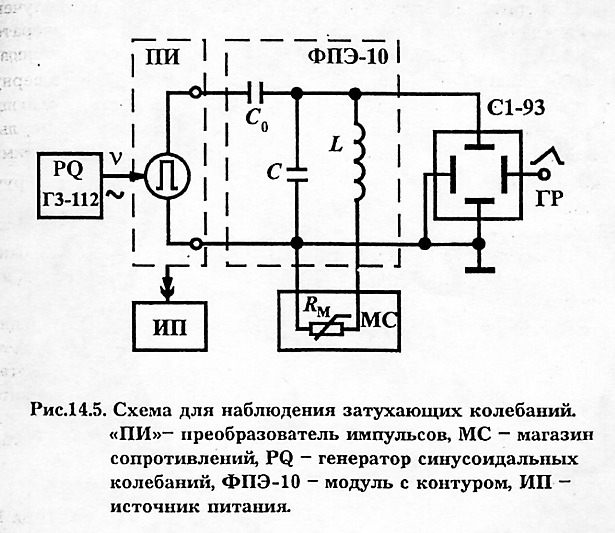 ПИ
ФПЭ-10
C₀
С1-93
L
C
PQ
Г3-112
ν
~
ГР
ИП
Rм
МС
Рис.14.5. Схема для наблюдения затухающих колебаний.
«ПИ»– преобразователь импульсов, МС – магазин
сопротивлений, PQ – генератор синусоидальных
колебаний, ФПЭ-10 – модуль с контуром, ИП –
источник питания.